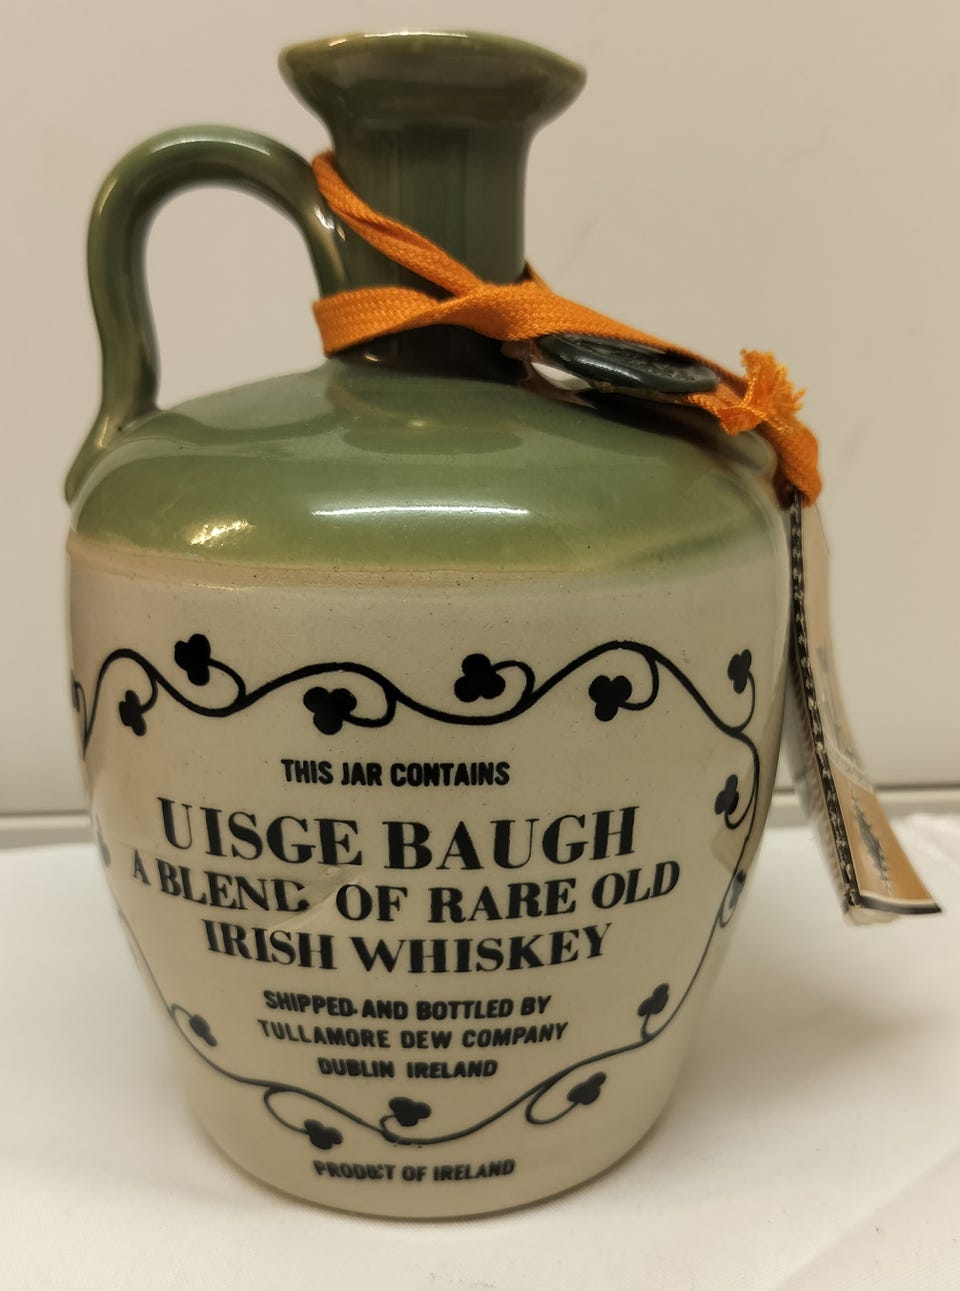 THIS JAR CONTAINS
UISGE BAUGH
A BLEND OF RARE OLD
IRISH WHISKEY
SHIPPED AND BOTTLED BY
TULLAMORE DEW COMPANY
DUBLIN IRELAND
PRODUCT OF IRELAND